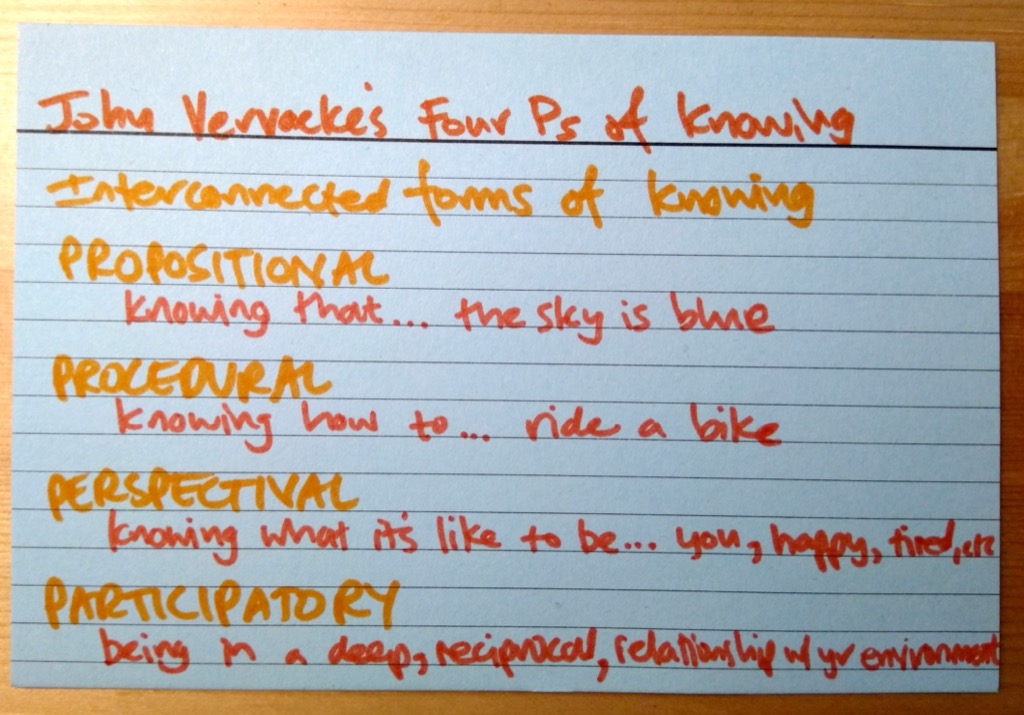 John Vervaeke's Four Ps of Knowing
Interconnected forms of knowing
PROPOSITIONAL
knowing that... the sky is blue
PROCEDURAL
knowing how to... ride a bike
PERSPECTIVAL
knowing what it's like to be... you, happy, tired, etc
PARTICIPATORY
being in a deep, reciprocal, relationship w/ yr environment